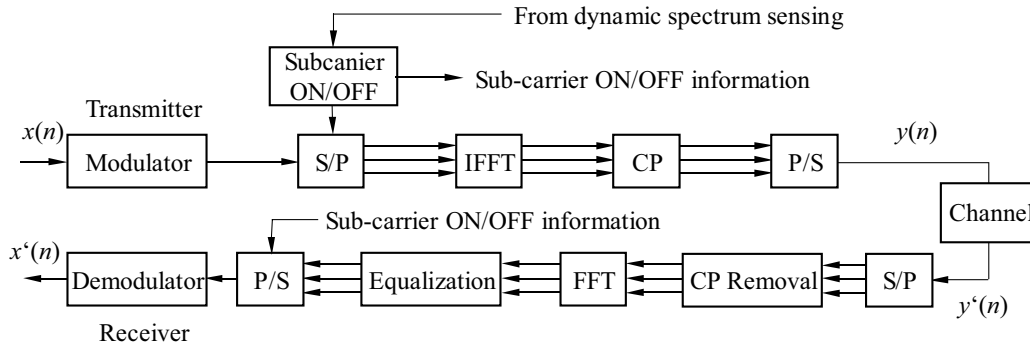 From dynamic spectrum sensing
Subcanier
ON/OFF
Sub-carrier ON/OFF information
Transmitter
x(n)
Modulator
S/P
IFFT
CP
P/S
y(n)
Channel
Sub-carrier ON/OFF information
x‘(n)
Demodulator
P/S
Equalization
FFT
CP Removal
S/P
y‘(n)
Receiver